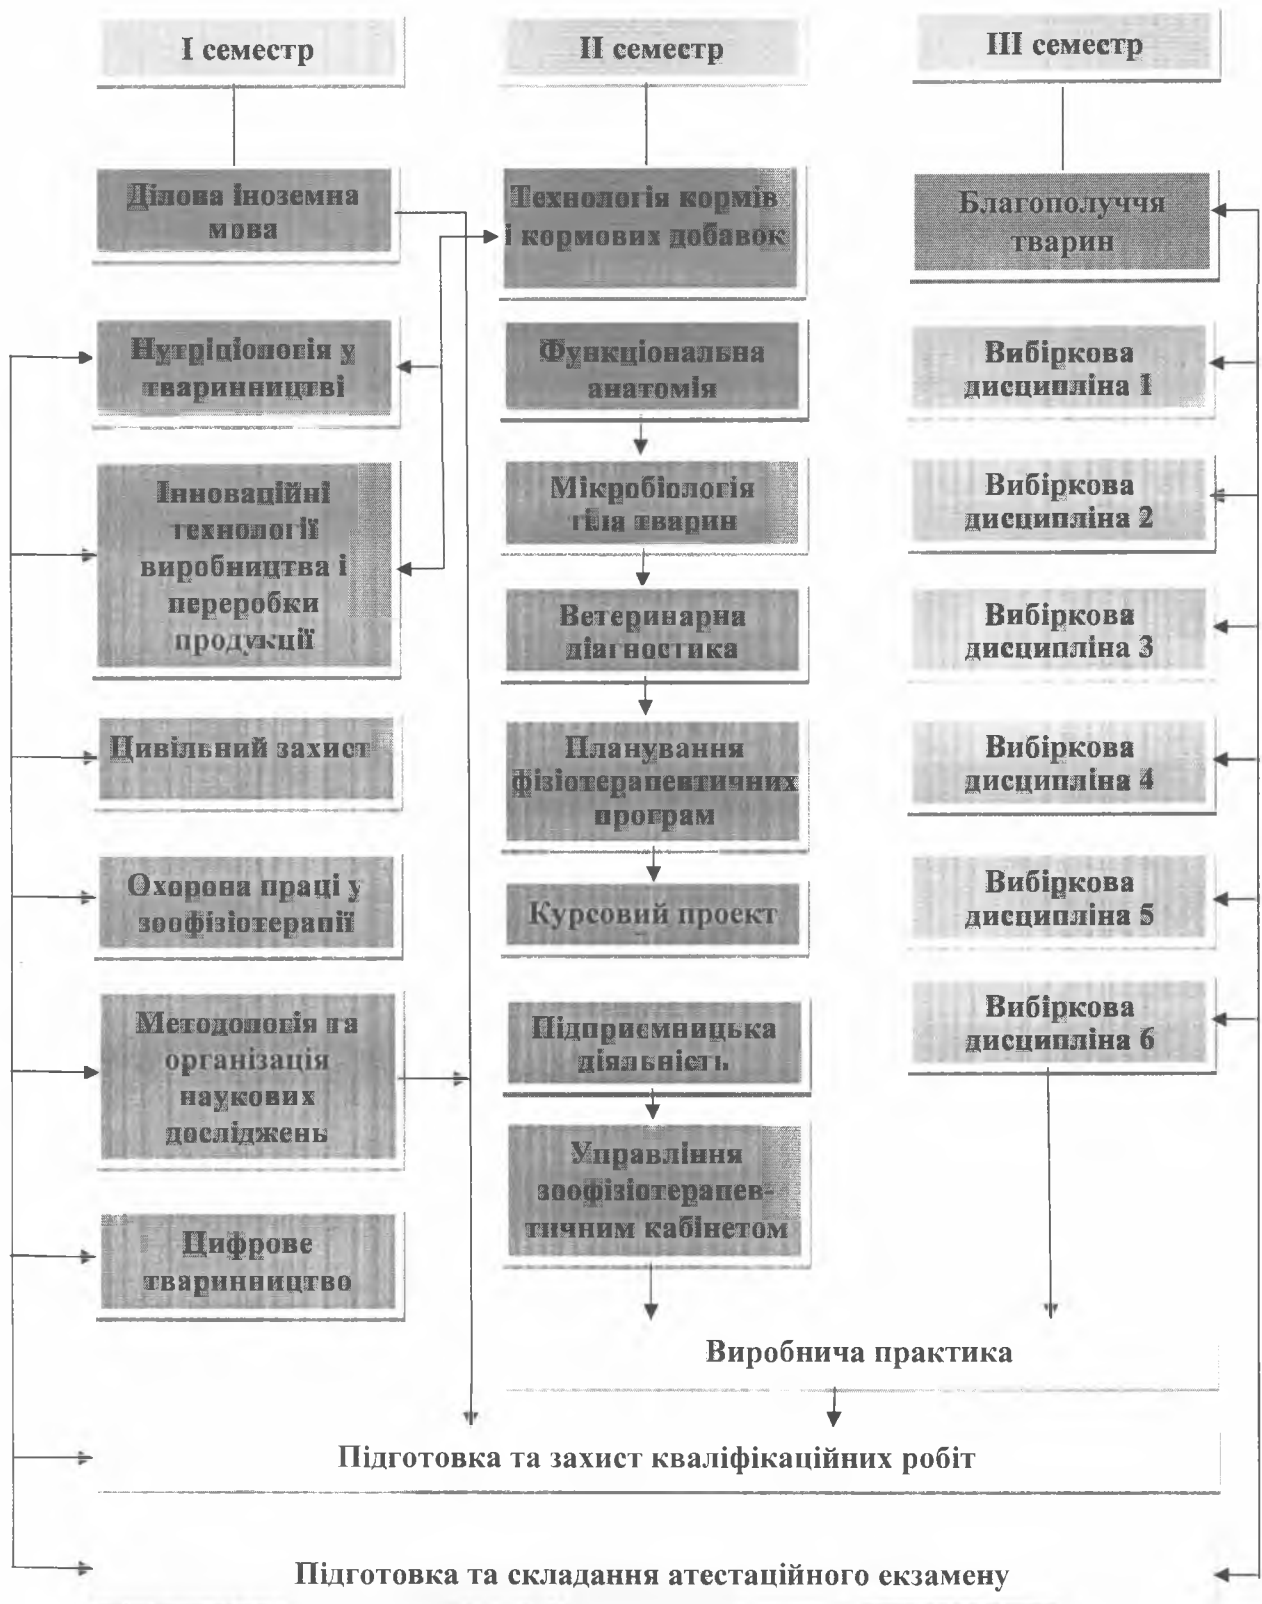 I семестр
II семестр
III семестр
Ділова іноземна
мова
Нутріціологія у
тваринництві
Інноваційні
технології
виробництва і
переробки
продукції
Цивільний захист
Охорона праці у
зоофізіотерапії
Методологія та
організація
наукових
досліджень
Цифрове
тваринництво
Технологія кормів
і кормових добавок
Функціональна
анатомія
Мікробіологія
тіла тварин
Ветеринарна
діагностика
Планування
фізіотерапевтичних
програм
Курсовий проект
Підприємницька
діяльність
Управління
зоофізіотерапев-
тичним кабінетом
Благополуччя
тварин
Вибіркова
дисципліна 1
Вибіркова
дисципліна 2
Вибіркова
дисципліна 3
Вибіркова
дисципліна 4
Вибіркова
дисципліна 5
Вибіркова
дисципліна 6
Виробнича практика
Підготовка та захист кваліфікаційних робіт
Підготовка та складання атестаційного екзамену